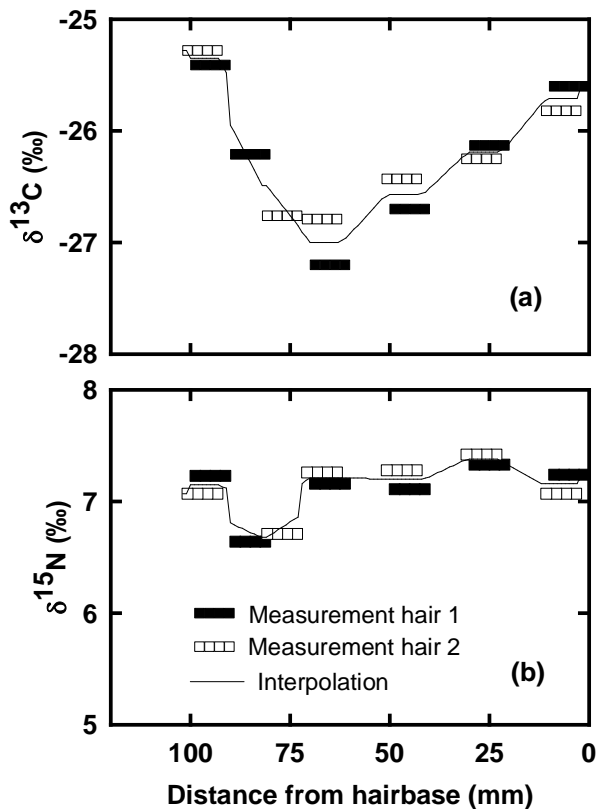 -25
-26
-27
-28
δ13C (‰)
(a)
8
7
6
5
δ15N (‰)
Measurement hair 1
Measurement hair 2
Interpolation
(b)
100 75 50 25 0
Distance from hairbase (mm)